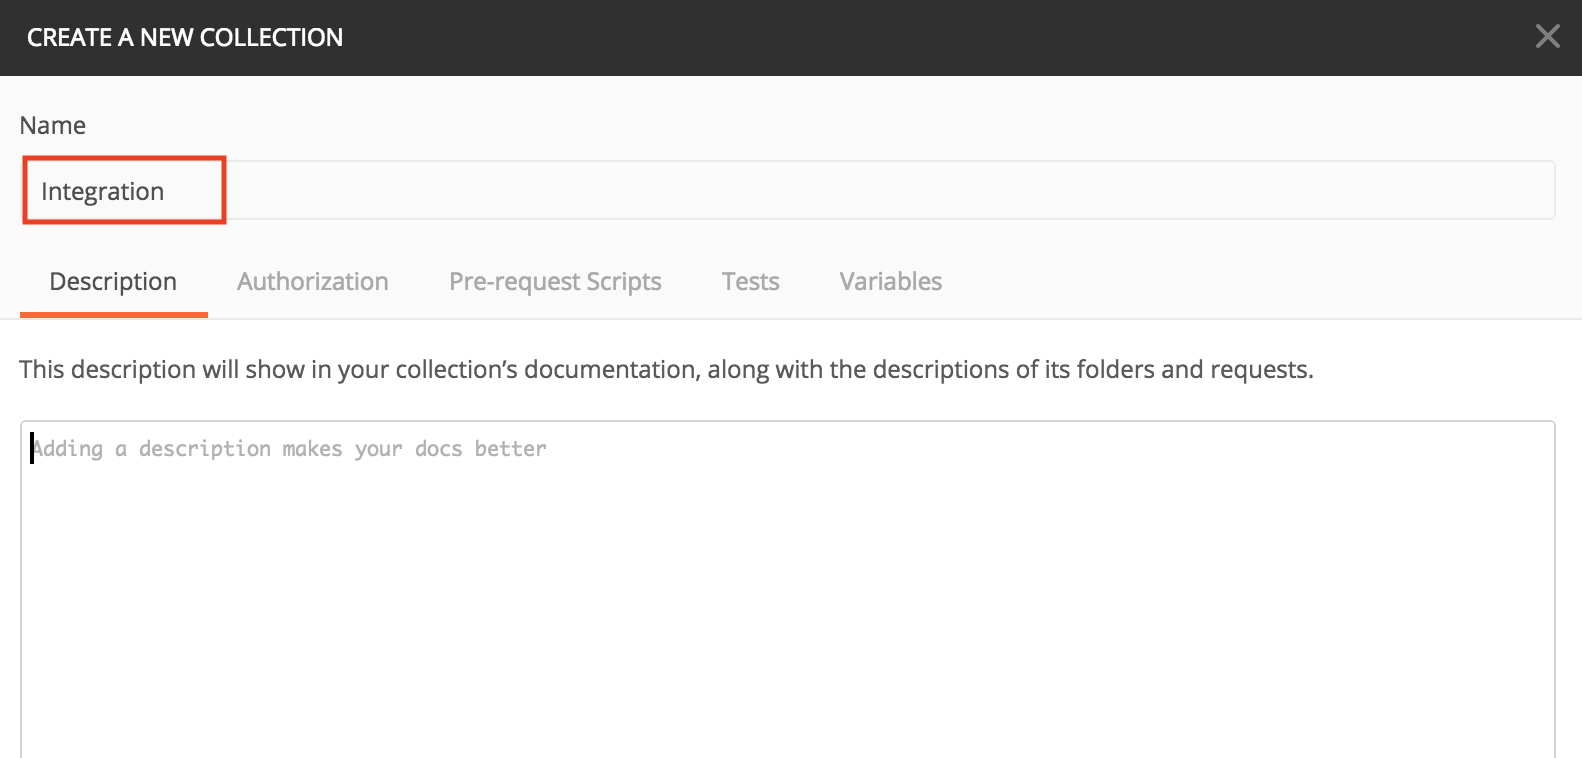 CREATE A NEW COLLECTION
Name
Integration
Description Authorization Pre-request Scripts Tests Variables
This description will show in your collection’s documentation, along with the descriptions of its folders and requests.
Adding a description makes your docs better